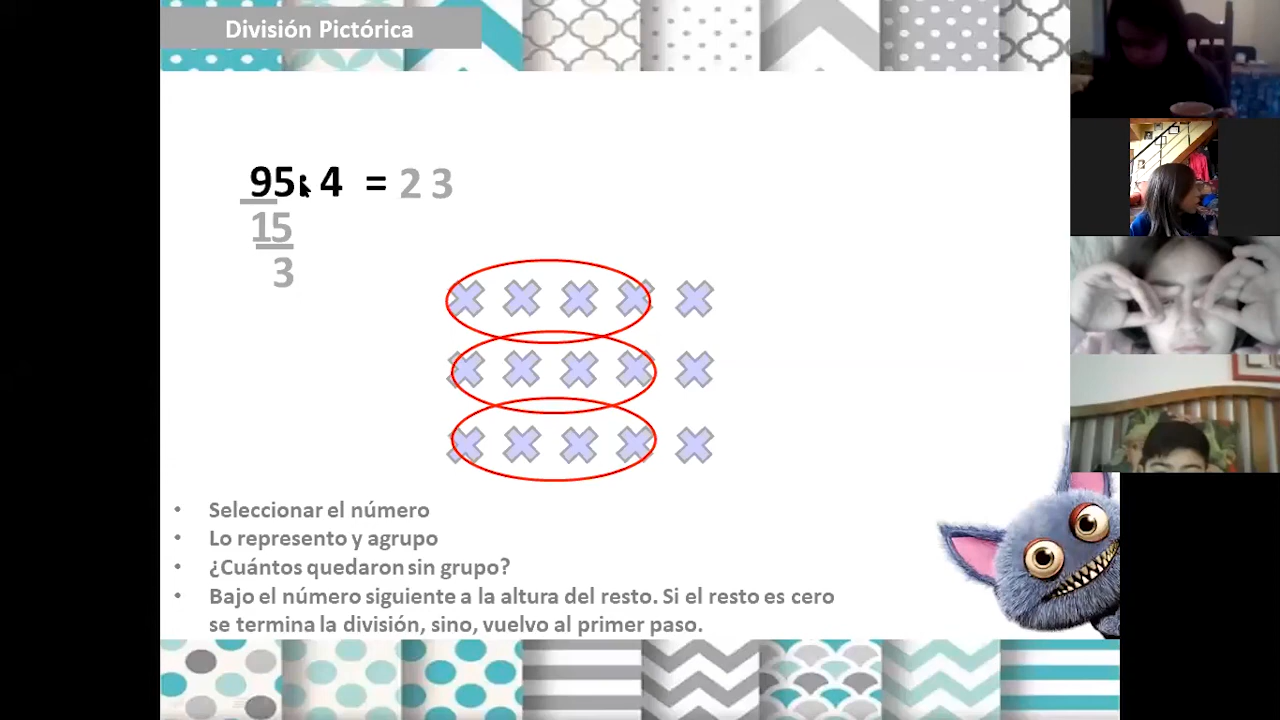 División Pictórica
95: 4 = 2 3
15
3
• Seleccionar el número
• Lo represento y agrupo
• ¿Cuántos quedaron sin grupo?
• Bajo el número siguiente a la altura del resto. Si el resto es cero
se termina la división, sino, vuelvo al primer paso.